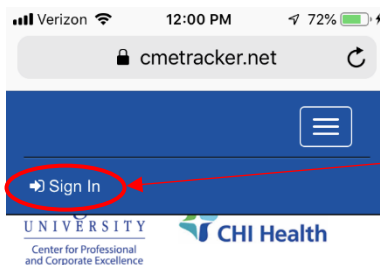 Verizon 12:00 PM 72%
cmetracker.net
Sign In
UNIVERSITY
CHI Health
Center for Professional
and Corporate Excellence